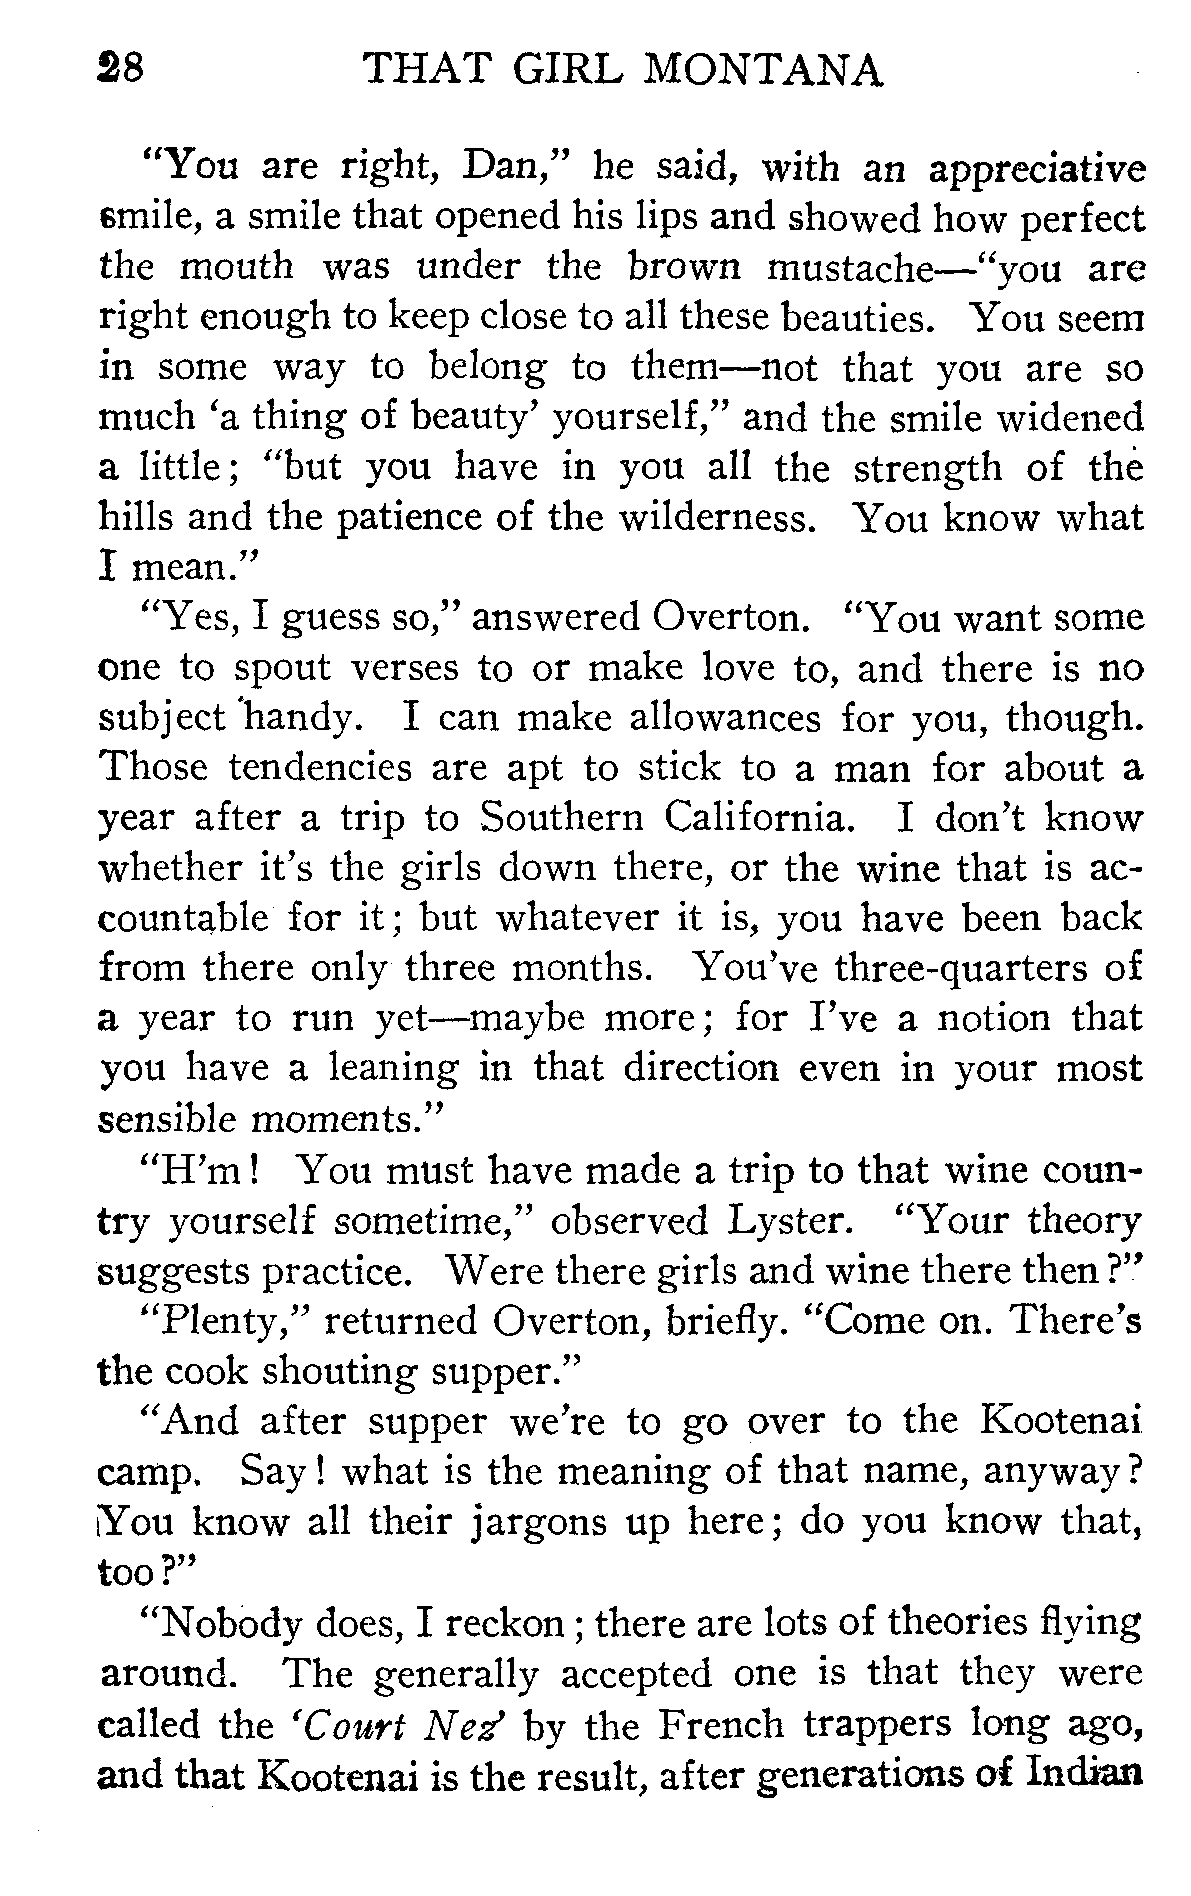 28 THAT GIRL MONTANA
“You are right, Dan,” he said, with an appreciative
smile, a smile that opened his lips and showed how perfect
the mouth was under the brown mustache—“you are
right enough to keep close to all these beauties. You seem
in some way to belong to them—not that you are so
much ‘a thing of beauty’ yourself,” and the smile widened
a little; “but you have in you all the strength of the
hills and the patience of the wilderness. You know what
I mean.”
“Yes, I guess so,” answered Overton. “You want some
one to spout verses to or make love to, and there is no
subject handy. I can make allowances for you, though.
Those tendencies are apt to stick to a man for about a
year after a trip to Southern California. I don’t know
whether it’s the girls down there, or the wine that is ac-
countable for it; but whatever it is, you have been back
from there only three months. You’ve three-quarters of
a year to run yet—maybe more; for I’ve a notion that
you have a leaning in that direction even in your most
sensible moments.”
“H’m! You must have made a trip to that wine coun-
try yourself sometime,” observed Lyster. “Your theory
suggests practice. Were there girls and wine there then?”
“Plenty,” returned Overton, briefly. “Come on. There’s
the cook shouting supper.”
“And after supper we’re to go over to the Kootenai
camp. Say! what is the meaning of that name, anyway?
You know all their jargons up here; do you know that,
too?”
“Nobody does, I reckon; there are lots of theories flying
around. The generally accepted one is that they were
called the ‘Court Nez’ by the French trappers long ago,
and that Kootenai is the result, after generations of Indian